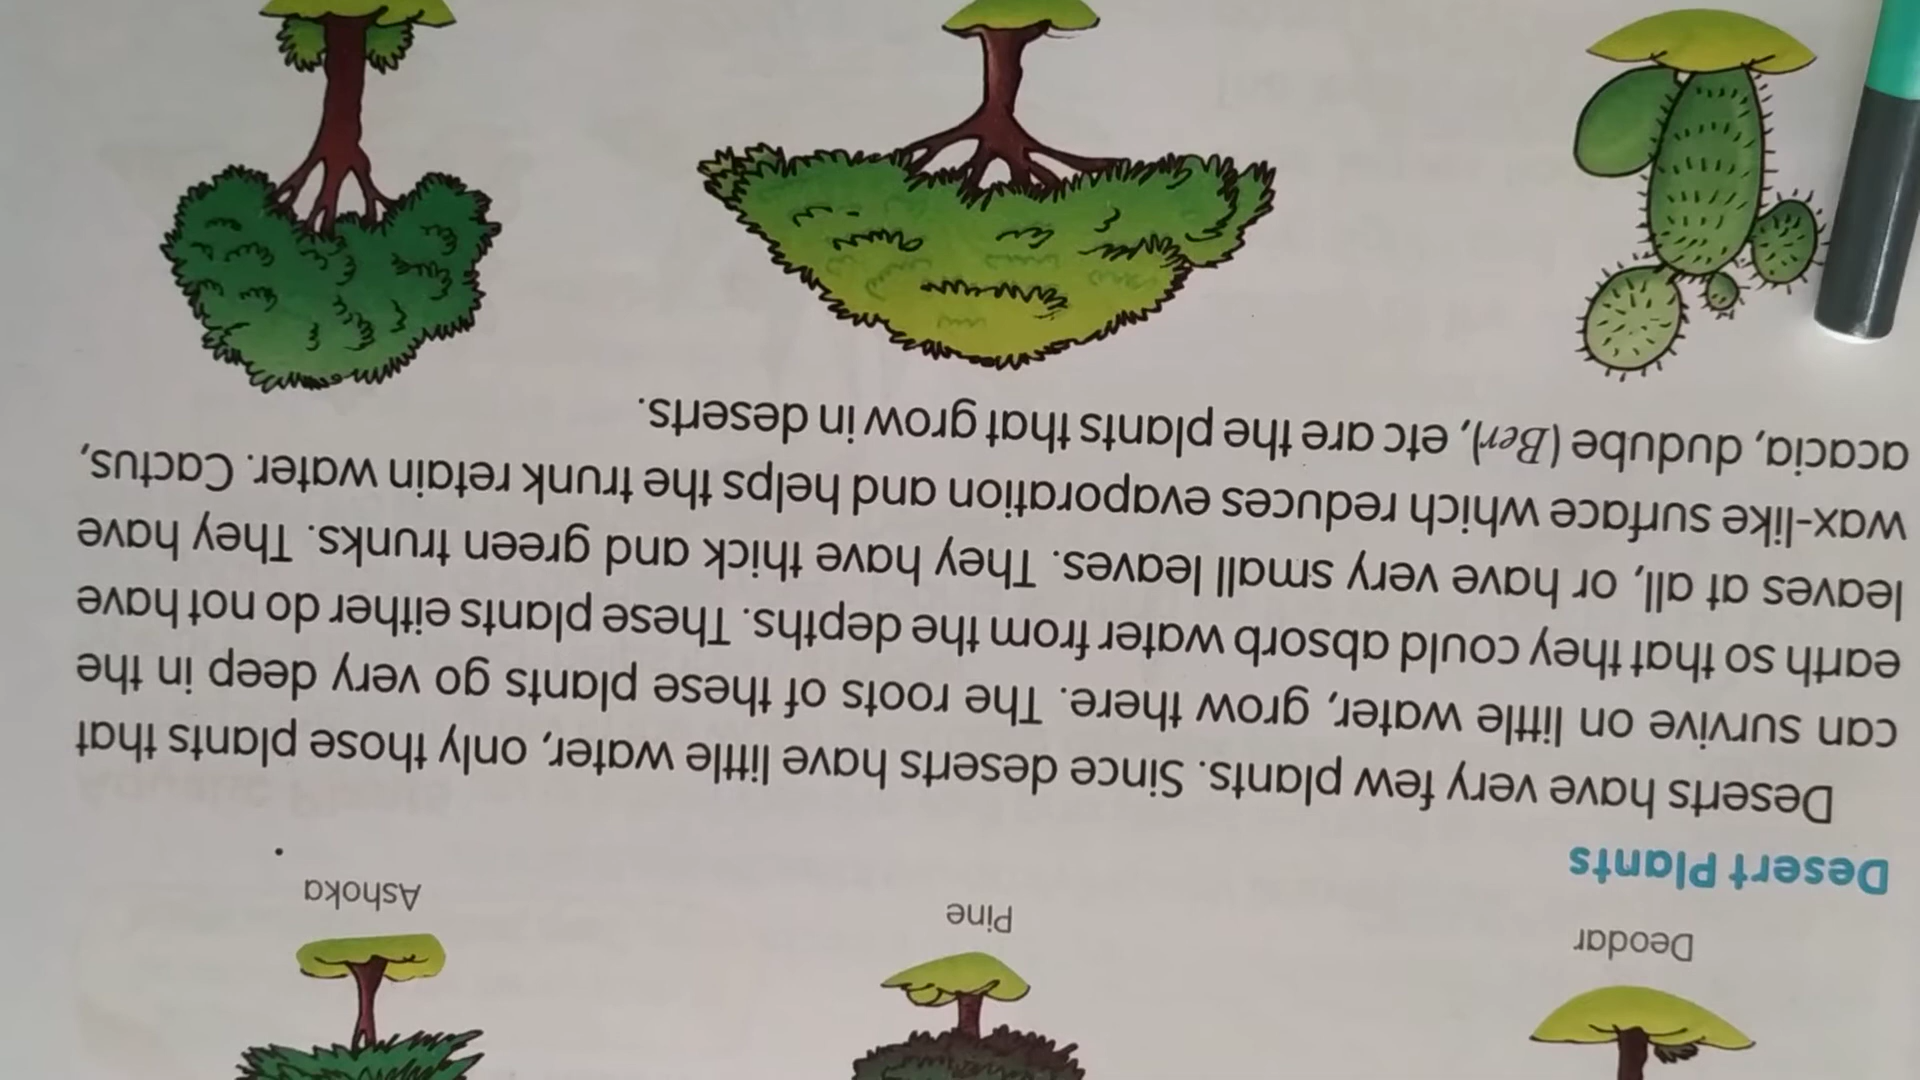 Deodar
Pine
Ashoka
Desert Plants
Deserts have very few plants. Since deserts have little water, only those plants that
can survive on little water, grow there. The roots of these plants go very deep in the
earth so that they could absorb water from the depths. These plants either do not have
leaves at all, or have very small leaves. They have thick and green trunks. They have
wax-like surface which reduces evaporation and helps the trunk retain water. Cactus,
acacia, dudube (Ber), etc are the plants that grow in deserts.